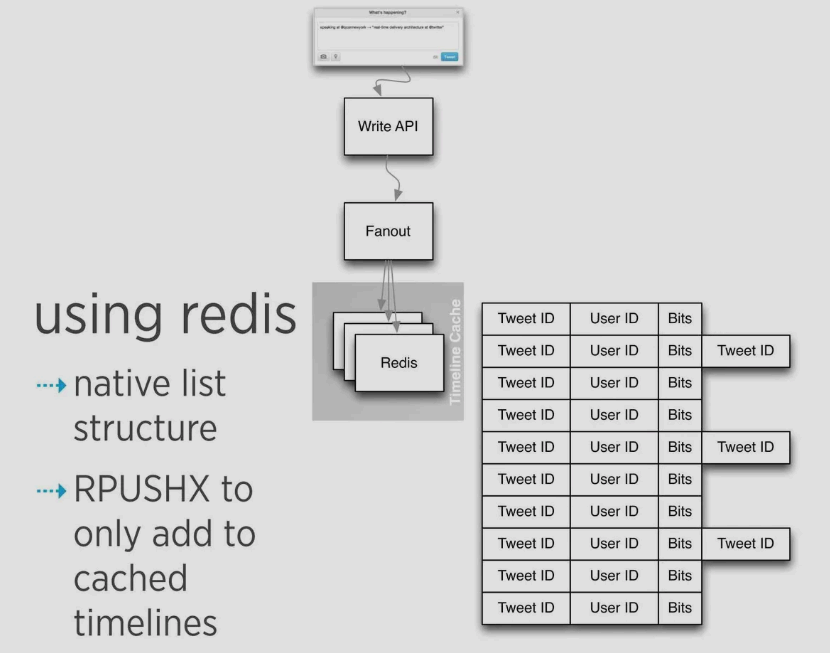 What's happening?
speaking at @qconnewyork -> "real-time delivery architecture at @twitter"
Tweet
Write API
Fanout
using redis
native list
structure
RPUSHX to
only add to
cached
timelines
Redis
Timeline Cache
Tweet ID User ID Bits
Tweet ID User ID Bits Tweet ID
Tweet ID User ID Bits
Tweet ID User ID Bits
Tweet ID User ID Bits Tweet ID
Tweet ID User ID Bits
Tweet ID User ID Bits
Tweet ID User ID Bits Tweet ID
Tweet ID User ID Bits
Tweet ID User ID Bits